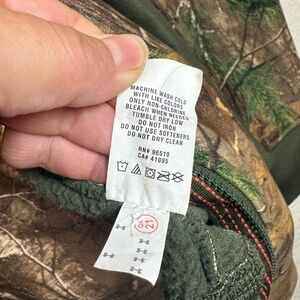 MACHINE WASH COLD
WITH LIKE COLORS
ONLY NON-CHLORINE
BLEACH WHEN NEEDED
TUMBLE DRY LOW
DO NOT IRON
DO NOT USE SOFTENERS
DO NOT DRY CLEAN
RN# 96510
CA# 41095